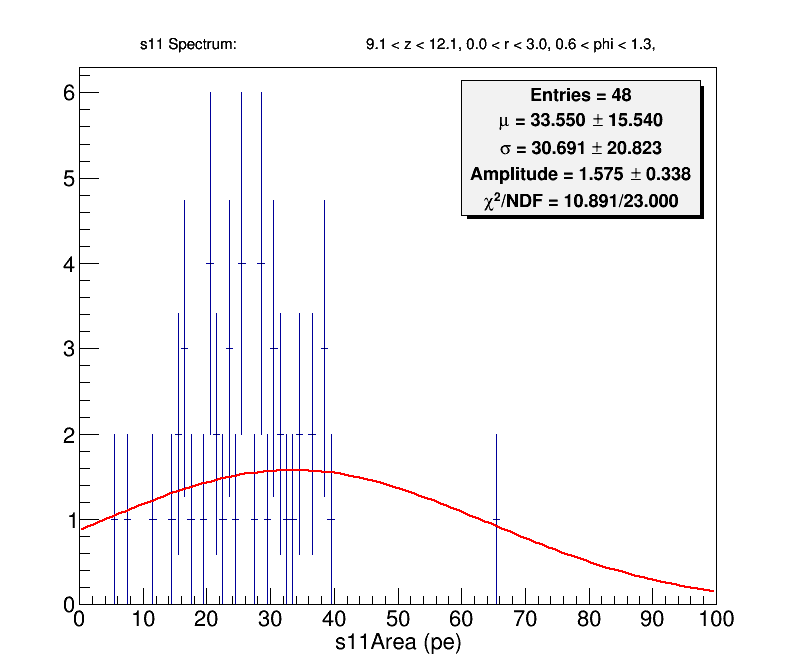 s11 Spectrum: 9.1 < z < 12.1, 0.0 < r < 3.0, 0.6 < phi < 1.3,
Entries = 48
μ = 33.550 ± 15.540
σ = 30.691 ± 20.823
Amplitude = 1.575 ± 0.338
χ²/NDF = 10.891/23.000
6
5
4
3
2
1
0
0 10 20 30 40 50 60 70 80 90 100
s11Area (pe)